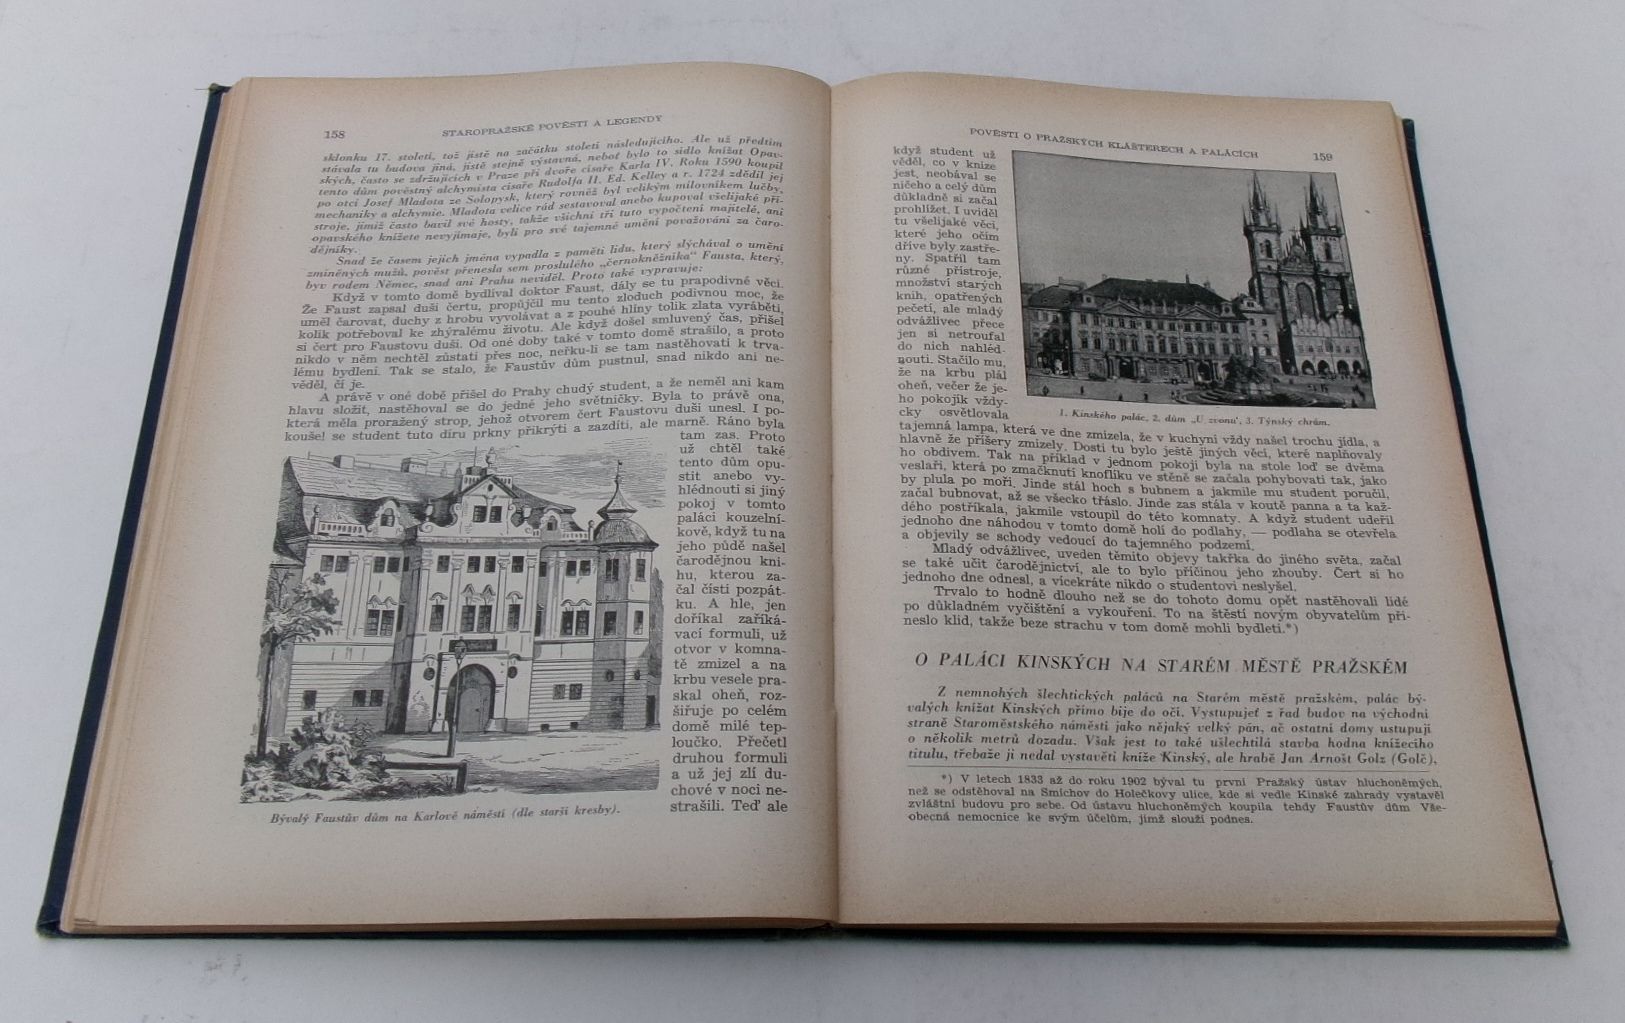 158
STAROPRAŽSKÉ POVĚSTI A LEGENDY
sklonku 17. století, tož jistě na začátku století následujícího. Ale už předtím
stávala tu budova jiná, jistě stejně výstavná, neboť bylo to sídlo knížat Opav-
ských, často se zdržujících v Praze při dvoře císaře Karla IV. Roku 1590 koupil
tento dům pověstný alchymista císaře Rudolfa II. Ed. Kelley a r. 1724 zdědil jej
po otci Josef Mladota ze Solopysk, který rovněž byl velikým milovníkem lučby,
mechaniky a alchymie. Mladota velice rád sestavoval anebo kupoval všelijaké pří-
stroje, jimiž často bavil své hosty, takže všichni tři tuto vypočtení majitelé, ani
opavského knížete nevyjímaje, byli pro své tajemné umění považováni za čaro-
dějníky.
Snad že časem jejich jména vypadla z paměti lidu, který slýchával o umění
zmíněných mužů, pověst přenesla sem proslulého „černokněžníka" Fausta, který,
byv rodem Němec, snad ani Prahu neviděl. Proto také vypravuje:
Když v tomto domě bydlíval doktor Faust, dály se tu prapodivné věci.
Že Faust zapsal duši čertu, propůjčil mu tento zloduch podivnou moc, že
uměl čarovat, duchy z hrobu vyvolávat a z pouhé hlíny tolik zlata vyráběti,
kolik potřeboval ke zhýralému životu. Ale když došel smluvený čas, přišel
si čert pro Faustovu duši. Od oné doby také v tomto domě strašilo, a proto
nikdo v něm nechtěl zůstati přes noc, neřku-li se tam nastěhovati k trva-
lému bydlení. Tak se stalo, že Faustův dům pustnul, snad nikdo ani ne-
věděl, čí je.
A právě v oné době přišel do Prahy chudý student, a že neměl ani kam
hlavu složit, nastěhoval se do jedné jeho světničky. Byla to právě ona,
která měla proražený strop, jehož otvorem čert Faustovu duši unesl. I po-
koušel se student tuto díru prkny přikrýti a zazdíti, ale marně. Ráno byla
tam zas. Proto
už chtěl také
tento dům opu-
stit anebo vy-
hlédnouti si jiný
pokoj v tomto
paláci kouzelní-
kově, když tu na
jeho půdě našel
čarodějnou kni-
hu, kterou za-
čal čísti pozpát-
ku. A hle, jen
doříkal zaříká-
vací formuli, už
otvor v komna-
tě zmizel a na
krbu vesele pra-
skal oheň, roz-
šiřuje po celém
domě milé tep-
loučko. Přečetl
druhou formuli
a už jej zlí du-
chové v noci ne-
strašili. Teď ale
Bývalý Faustův dům na Karlově náměstí (dle starší kresby).
POVĚSTI O PRAŽSKÝCH KLÁŠTERECH A PALÁCÍCH
159
když student už
věděl, co v knize
jest, neobával se
ničeho a celý dům
důkladně si začal
prohlížet. I uviděl
tu všelijaké věci,
které jeho očím
dříve byly zastře-
ny. Spatřil tam
různé přístroje,
množství starých
knih, opatřených
pečetí, ale mladý
odvážlivec přece
jen si netroufal
do nich nahléd-
nouti. Stačilo mu,
že na krbu plál
oheň, večer že je-
ho pokojík vždy-
cky osvětlovala
1. Kinského palác, 2. dům „U zvonu', 3. Týnský chrám.
tajemná lampa, která ve dne zmizela, že v kuchyni vždy našel trochu jídla, a
hlavně že příšery zmizely. Dosti tu bylo ještě jiných věcí, které naplňovaly
ho obdivem. Tak na příklad v jednom pokoji byla na stole loď se dvěma
veslaři, která po zmačknutí knoflíku ve stěně se začala pohybovati tak, jako
by plula po moři. Jinde stál hoch s bubnem a jakmile mu student poručil,
začal bubnovat, až se všecko třáslo. Jinde zas stála v koutě panna a ta kaž-
dého postříkala, jakmile vstoupil do této komnaty. A když student udeřil
jednoho dne náhodou v tomto domě holí do podlahy, — podlaha se otevřela
a objevily se schody vedoucí do tajemného podzemí.
Mladý odvážlivec, uveden těmito objevy takřka do jiného světa, začal
se také učit čarodějnictví, ale to bylo příčinou jeho zhouby. Čert si ho
jednoho dne odnesl, a vícekráte nikdo o studentovi neslyšel.
Trvalo to hodně dlouho než se do tohoto domu opět nastěhovali lidé
po důkladném vyčištění a vykouření. To na štěstí novým obyvatelům při-
neslo klid, takže beze strachu v tom domě mohli bydleti.*)
O PALÁCI KINSKÝCH NA STARÉM MĚSTĚ PRAŽSKÉM
Z nemnohých šlechtických paláců na Starém městě pražském, palác bý-
valých knížat Kinských přímo bije do očí. Vystupujeť z řad budov na východní
straně Staroměstského náměstí jako nějaký velký pán, ač ostatní domy ustupují
o několik metrů dozadu. Však jest to také ušlechtilá stavba hodna knížecího
titulu, třebaže ji nedal vystavěti kníže Kinský, ale hrabě Jan Arnošt Golz (Golč),
*) V letech 1833 až do roku 1902 býval tu první Pražský ústav hluchoněmých,
než se odstěhoval na Smíchov do Holečkovy ulice, kde si vedle Kinské zahrady vystavěl
zvláštní budovu pro sebe. Od ústavu hluchoněmých koupila tehdy Faustův dům Vše-
obecná nemocnice ke svým účelům, jímž slouží podnes.